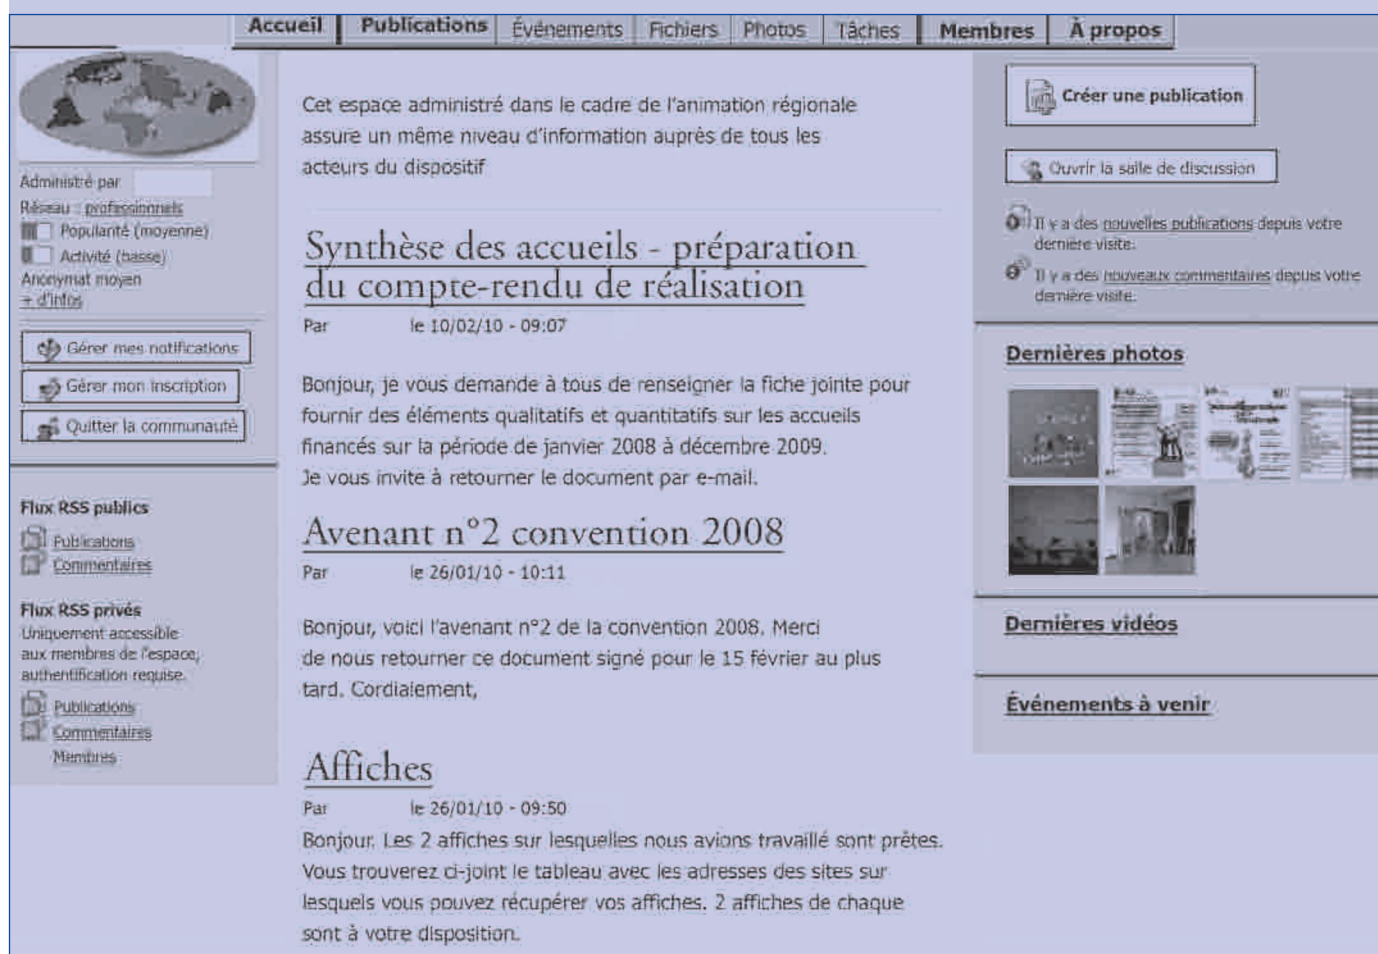 Accueil Publications Événements Fichiers Photos Tâches Membres À propos
Administré par
Réseau : professionnels
Popularité (moyenne)
Activité (basse)
Anonymat moyen
+ d'infos
Gérer mes notifications
Gérer mon inscription
Quitter la communauté
Flux RSS publics
Publications
Commentaires
Flux RSS privés
Uniquement accessible
aux membres de l'espace,
authentification requise.
Publications
Commentaires
Membres
Cet espace administré dans le cadre de l'animation régionale
assure un même niveau d'information auprès de tous les
acteurs du dispositif
Synthèse des accueils - préparation
du compte-rendu de réalisation
Par le 10/02/10 - 09:07
Bonjour, je vous demande à tous de renseigner la fiche jointe pour
fournir des éléments qualitatifs et quantitatifs sur les accueils
financés sur la période de janvier 2008 à décembre 2009.
Je vous invite à retourner le document par e-mail.
Avenant n°2 convention 2008
Par le 26/01/10 - 10:11
Bonjour, voici l'avenant n°2 de la convention 2008. Merci
de nous retourner ce document signé pour le 15 février au plus
tard. Cordialement,
Affiches
Par le 26/01/10 - 09:50
Bonjour. Les 2 affiches sur lesquelles nous avions travaillé sont prêtes.
Vous trouverez ci-joint le tableau avec les adresses des sites sur
lesquels vous pouvez récupérer vos affiches. 2 affiches de chaque
sont à votre disposition.
Créer une publication
Ouvrir la salle de discussion
Il y a des nouvelles publications depuis votre
dernière visite.
Il y a des nouveaux commentaires depuis votre
dernière visite.
Dernières photos
Dernières vidéos
Événements à venir